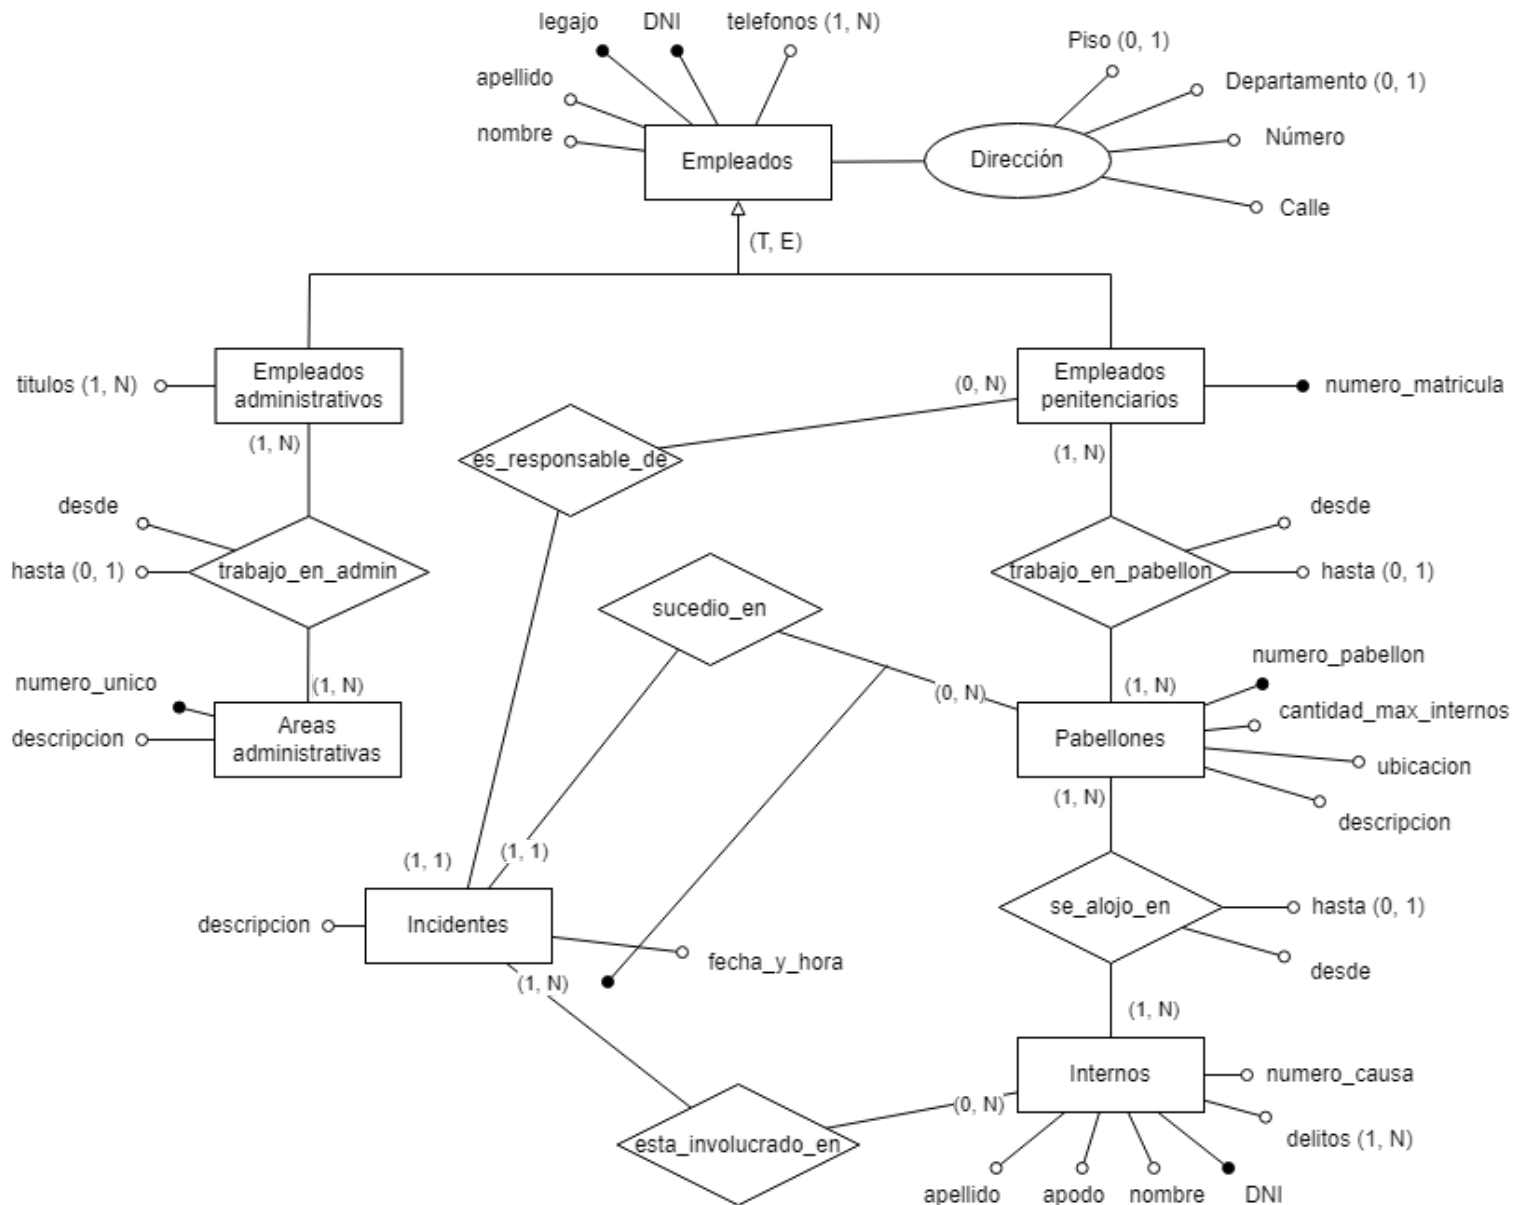 legajo
DNI
telefonos (1, N)
Piso (0, 1)
apellido
Departamento (0, 1)
nombre
Número
Empleados
Dirección
Calle
(T, E)
titulos (1, N)
Empleados
administrativos
(0, N)
Empleados
penitenciarios
numero_matricula
(1, N)
(1, N)
es_responsable_de
desde
desde
hasta (0, 1)
trabajo_en_admin
trabajo_en_pabellon
hasta (0, 1)
sucedio_en
numero_unico
(1, N)
(0, N)
(1, N)
numero_pabellon
cantidad_max_internos
descripcion
Areas
administrativas
Pabellones
ubicacion
(1, N)
descripcion
(1, 1)
(1, 1)
descripcion
Incidentes
se_alojo_en
hasta (0, 1)
fecha_y_hora
desde
(1, N)
(1, N)
Internos
numero_causa
(0, N)
esta_involucrado_en
delitos (1, N)
apellido
apodo
nombre
DNI